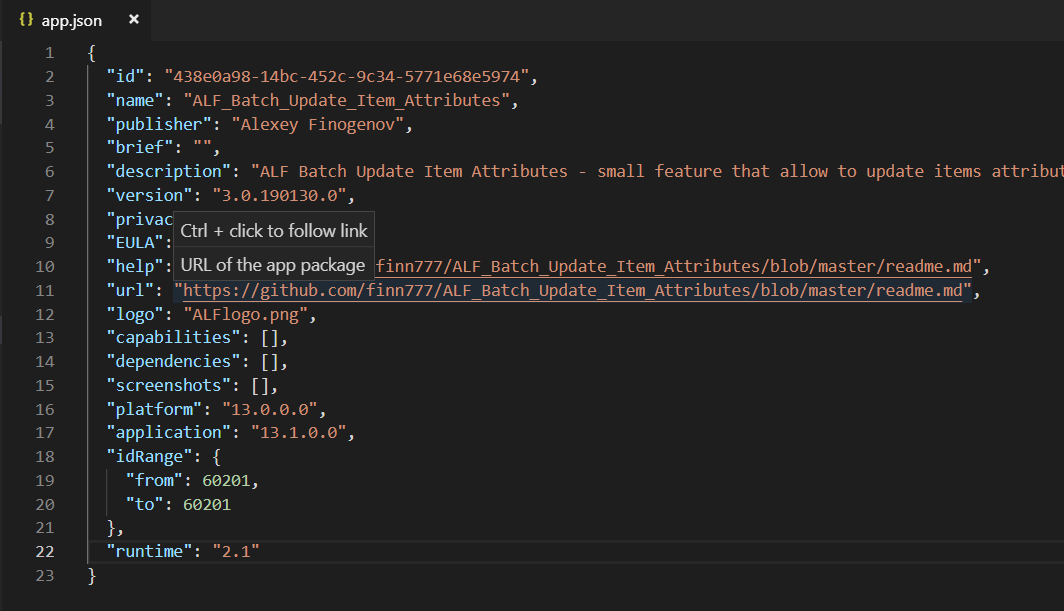 {} app.json ×
1 {
2 "id": "438e0a98-14bc-452c-9c34-5771e68e5974",
3 "name": "ALF_Batch_Update_Item_Attributes",
4 "publisher": "Alexey Finogenov",
5 "brief": "",
6 "description": "ALF Batch Update Item Attributes - small feature that allow to update items attribut
7 "version": "3.0.190130.0",
8 "privac
Ctrl + click to follow link
9 "EULA":
URL of the app package
10 "help": finn777/ALF_Batch_Update_Item_Attributes/blob/master/readme.md",
11 "url": "https://github.com/finn777/ALF_Batch_Update_Item_Attributes/blob/master/readme.md",
12 "logo": "ALFlogo.png",
13 "capabilities": [],
14 "dependencies": [],
15 "screenshots": [],
16 "platform": "13.0.0.0",
17 "application": "13.1.0.0",
18 "idRange": {
19 "from": 60201,
20 "to": 60201
21 },
22 "runtime": "2.1"
23 }